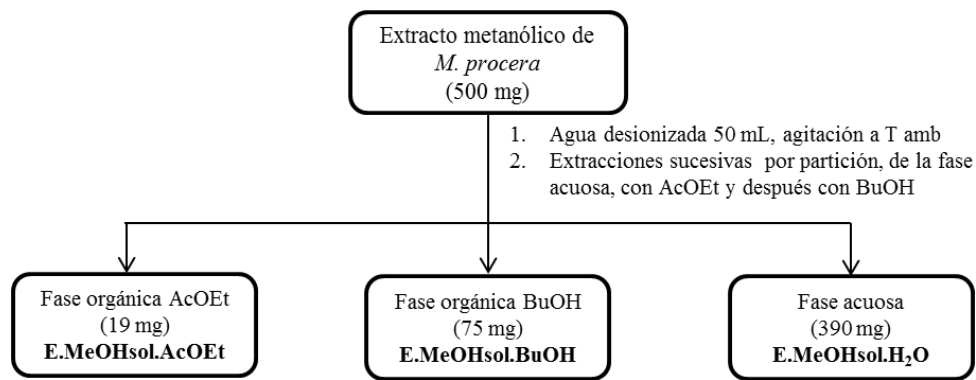 Extracto metanólico de
M. procera
(500 mg)
1. Agua desionizada 50 mL, agitación a T amb
2. Extracciones sucesivas por partición, de la fase
acuosa, con AcOEt y después con BuOH
Fase orgánica AcOEt
(19 mg)
E.MeOHsol.AcOEt
Fase orgánica BuOH
(75 mg)
E.MeOHsol.BuOH
Fase acuosa
(390 mg)
E.MeOHsol.H₂O